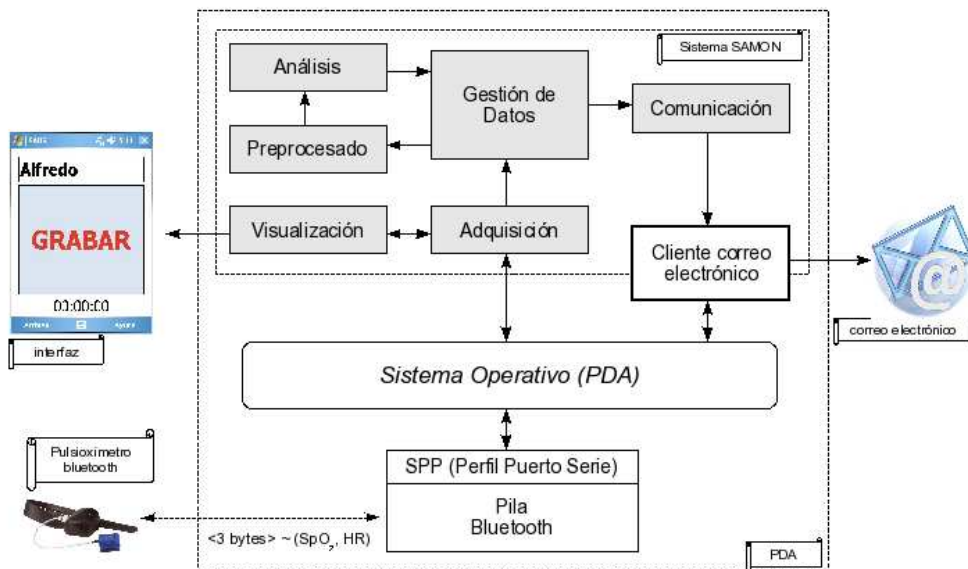 Sistema SAMON
Análisis
Gestión de
Datos
Comunicación
Preprocesado
Alfredo
GRABAR
00:00:00
Ayuda
interfaz
Visualización
Adquisición
Cliente correo
electrónico
correo electrónico
Sistema Operativo (PDA)
Pulsioxímetro
bluetooth
SPP (Perfil Puerto Serie)
Pila
Bluetooth
<3 bytes> ~ (SpO₂, HR)
PDA
@